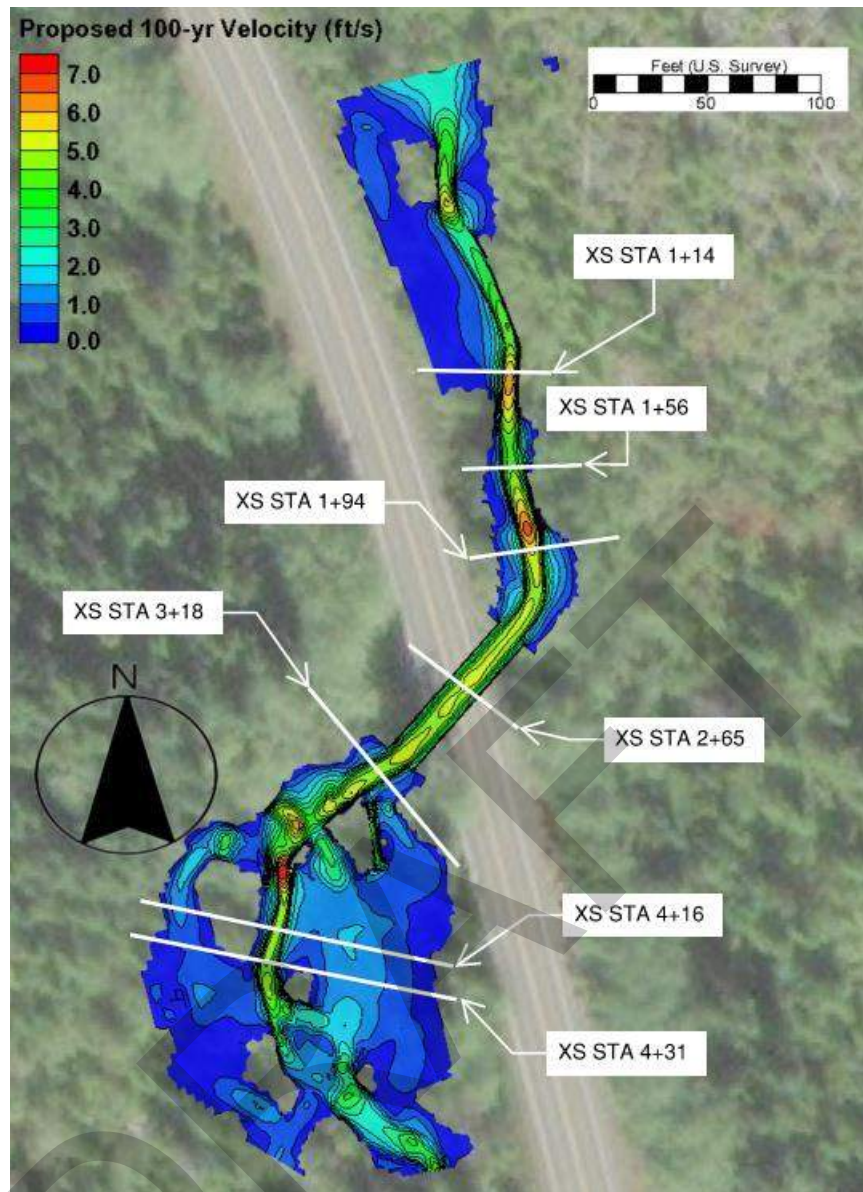 Proposed 100-yr Velocity (ft/s)
7.0
6.0
5.0
4.0
3.0
2.0
1.0
0.0
Feet (U.S. Survey)
0 50 100
XS STA 1+14
XS STA 1+56
XS STA 1+94
XS STA 3+18
N
XS STA 2+65
XS STA 4+16
XS STA 4+31
DRAFT